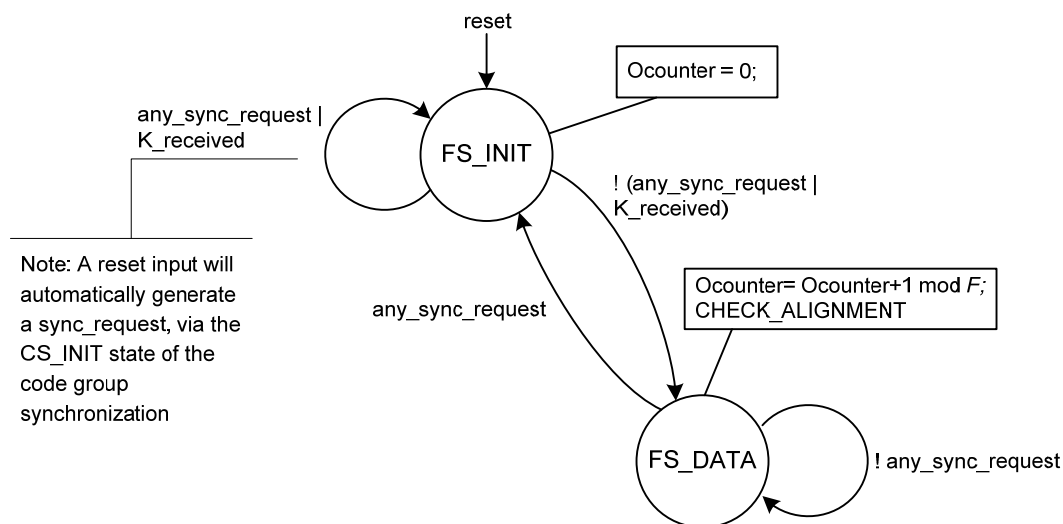 reset
Ocounter = 0;
any_sync_request |
K_received
FS_INIT
! (any_sync_request |
K_received)
Note: A reset input will
automatically generate
a sync_request, via the
CS_INIT state of the
code group
synchronization
any_sync_request
Ocounter= Ocounter+1 mod F;
CHECK_ALIGNMENT
FS_DATA
! any_sync_request